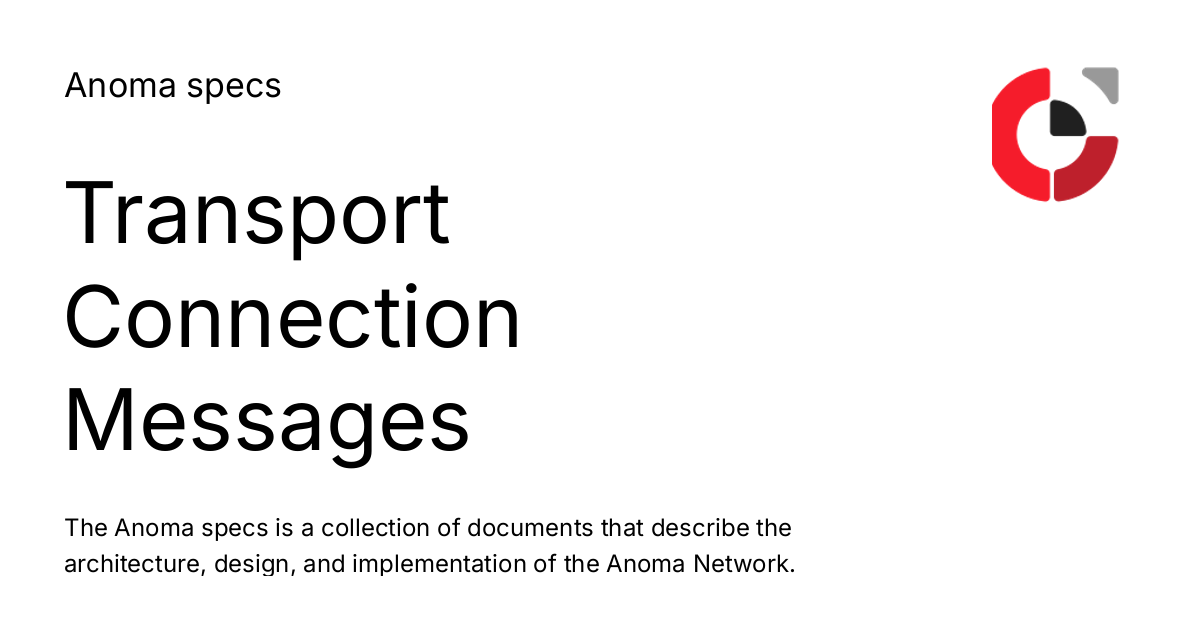 Anoma specs
Transport
Connection
Messages
The Anoma specs is a collection of documents that describe the
architecture, design, and implementation of the Anoma Network.